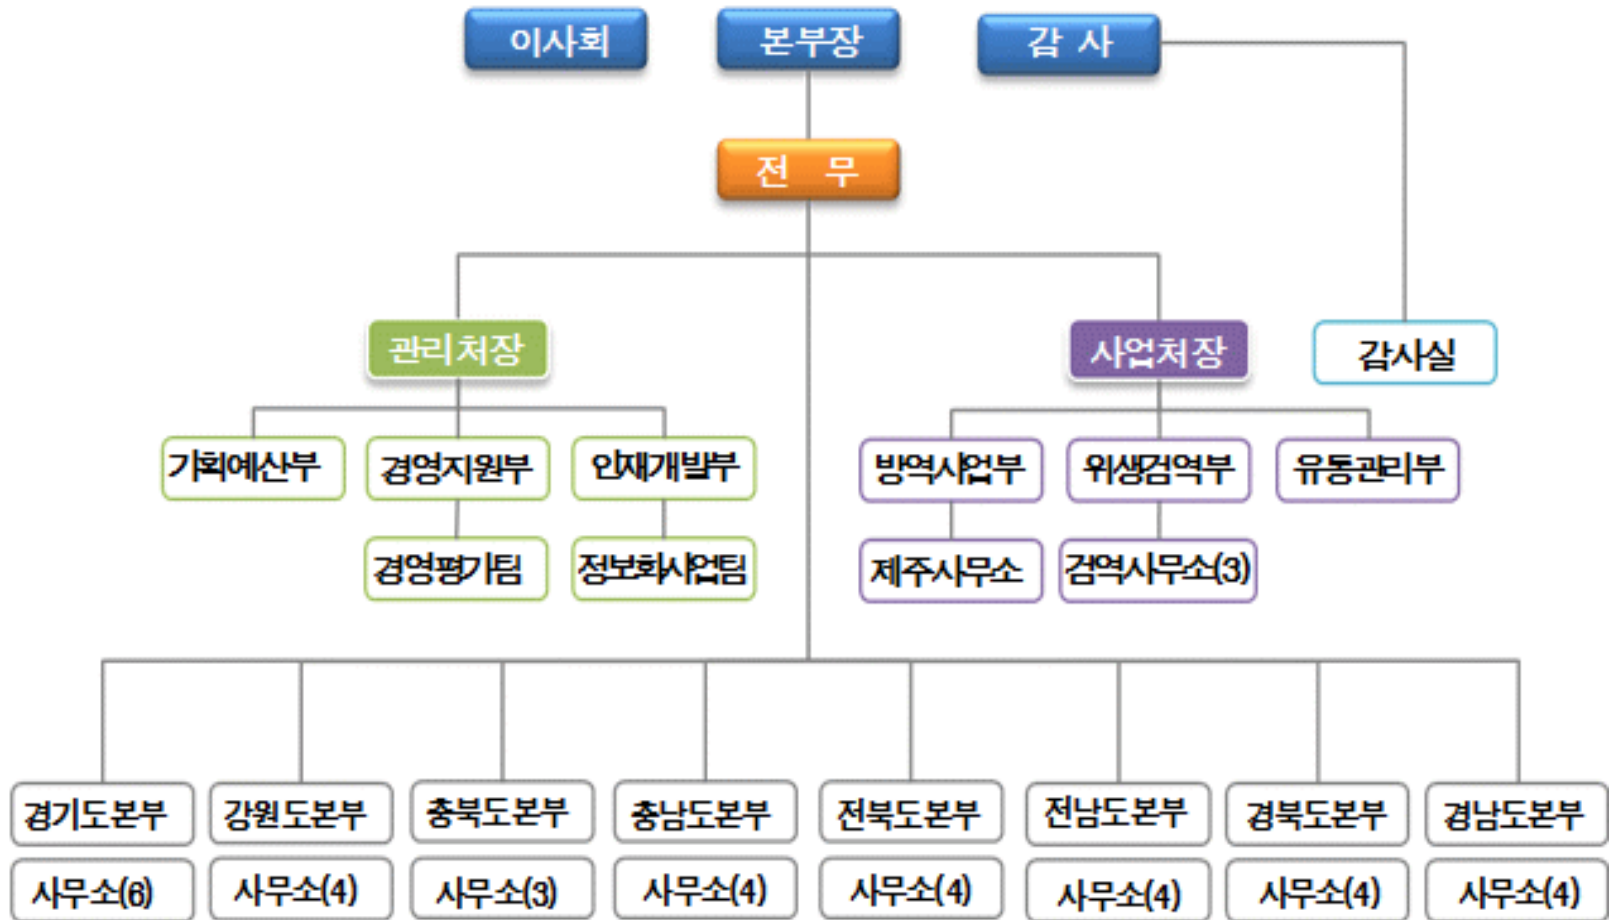 이사회
본부장
감 사
전 무
관리처장
사업처장
감사실
기획예산부
경영지원부
인재개발부
방역사업부
위생검역부
유통관리부
경영평가팀
정보화사업팀
제주사무소
검역사무소(3)
경기도본부
강원도본부
충북도본부
충남도본부
전북도본부
전남도본부
경북도본부
경남도본부
사무소(6)
사무소(4)
사무소(3)
사무소(4)
사무소(4)
사무소(4)
사무소(4)
사무소(4)